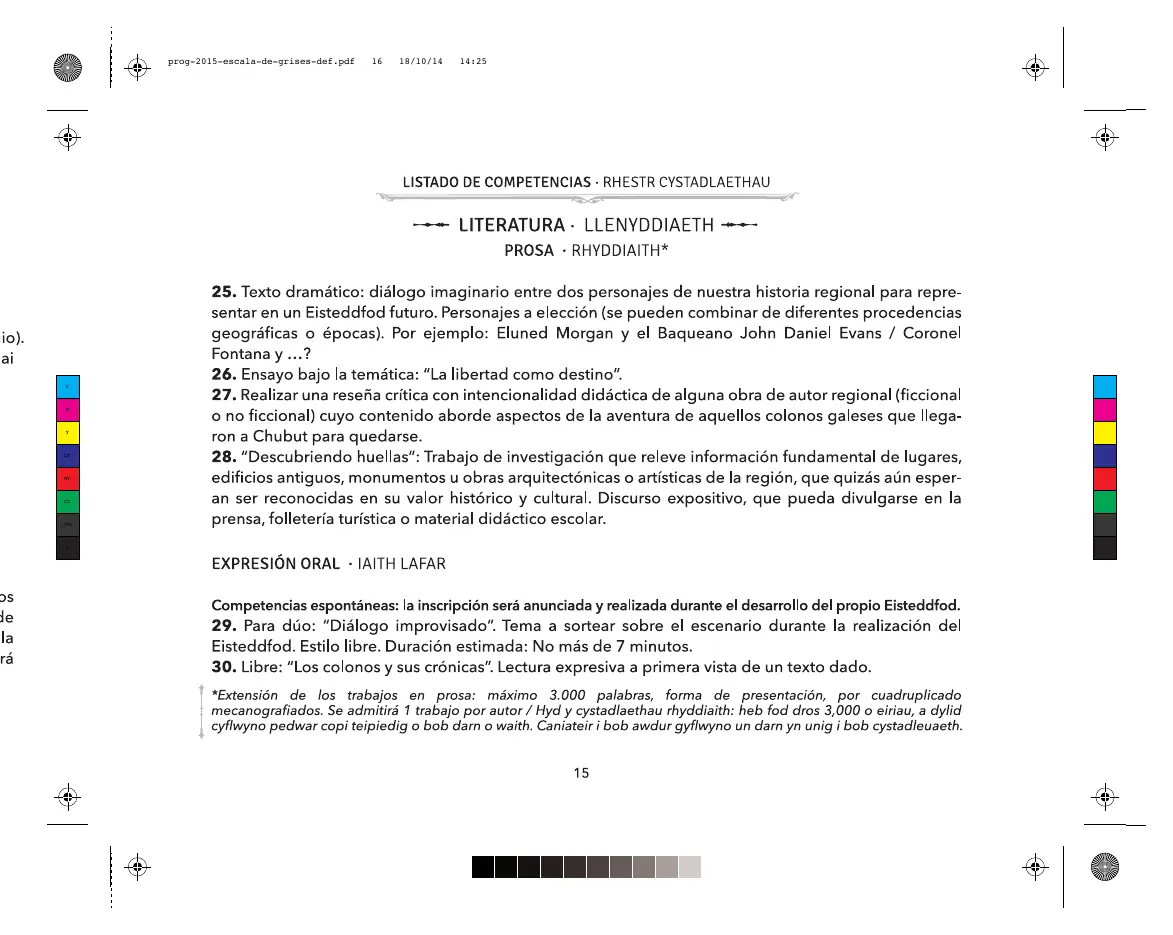 prog-2015-escala-de-grises-def.pdf 16 18/10/14 14:25
LISTADO DE COMPETENCIAS · RHESTR CYSTADLAETHAU
LITERATURA · LLENYDDIAETH
PROSA · RHYDDIAITH*
25. Texto dramático: diálogo imaginario entre dos personajes de nuestra historia regional para repre-
sentar en un Eisteddfod futuro. Personajes a elección (se pueden combinar de diferentes procedencias
geográficas o épocas). Por ejemplo: Eluned Morgan y el Baqueano John Daniel Evans / Coronel
Fontana y ...?
26. Ensayo bajo la temática: “La libertad como destino”.
27. Realizar una reseña crítica con intencionalidad didáctica de alguna obra de autor regional (ficcional
o no ficcional) cuyo contenido aborde aspectos de la aventura de aquellos colonos galeses que llega-
ron a Chubut para quedarse.
28. “Descubriendo huellas“: Trabajo de investigación que releve información fundamental de lugares,
edificios antiguos, monumentos u obras arquitectónicas o artísticas de la región, que quizás aún esper-
an ser reconocidas en su valor histórico y cultural. Discurso expositivo, que pueda divulgarse en la
prensa, folletería turística o material didáctico escolar.
EXPRESIÓN ORAL · IAITH LAFAR
Competencias espontáneas: la inscripción será anunciada y realizada durante el desarrollo del propio Eisteddfod.
29. Para dúo: “Diálogo improvisado”. Tema a sortear sobre el escenario durante la realización del
Eisteddfod. Estilo libre. Duración estimada: No más de 7 minutos.
30. Libre: “Los colonos y sus crónicas”. Lectura expresiva a primera vista de un texto dado.
*Extensión de los trabajos en prosa: máximo 3.000 palabras, forma de presentación, por cuadruplicado
mecanografiados. Se admitirá 1 trabajo por autor / Hyd y cystadlaethau rhyddiaith: heb fod dros 3,000 o eiriau, a dylid
cyflwyno pedwar copi teipiedig o bob darn o waith. Caniateir i bob awdur gyflwyno un darn yn unig i bob cystadleuaeth.
15